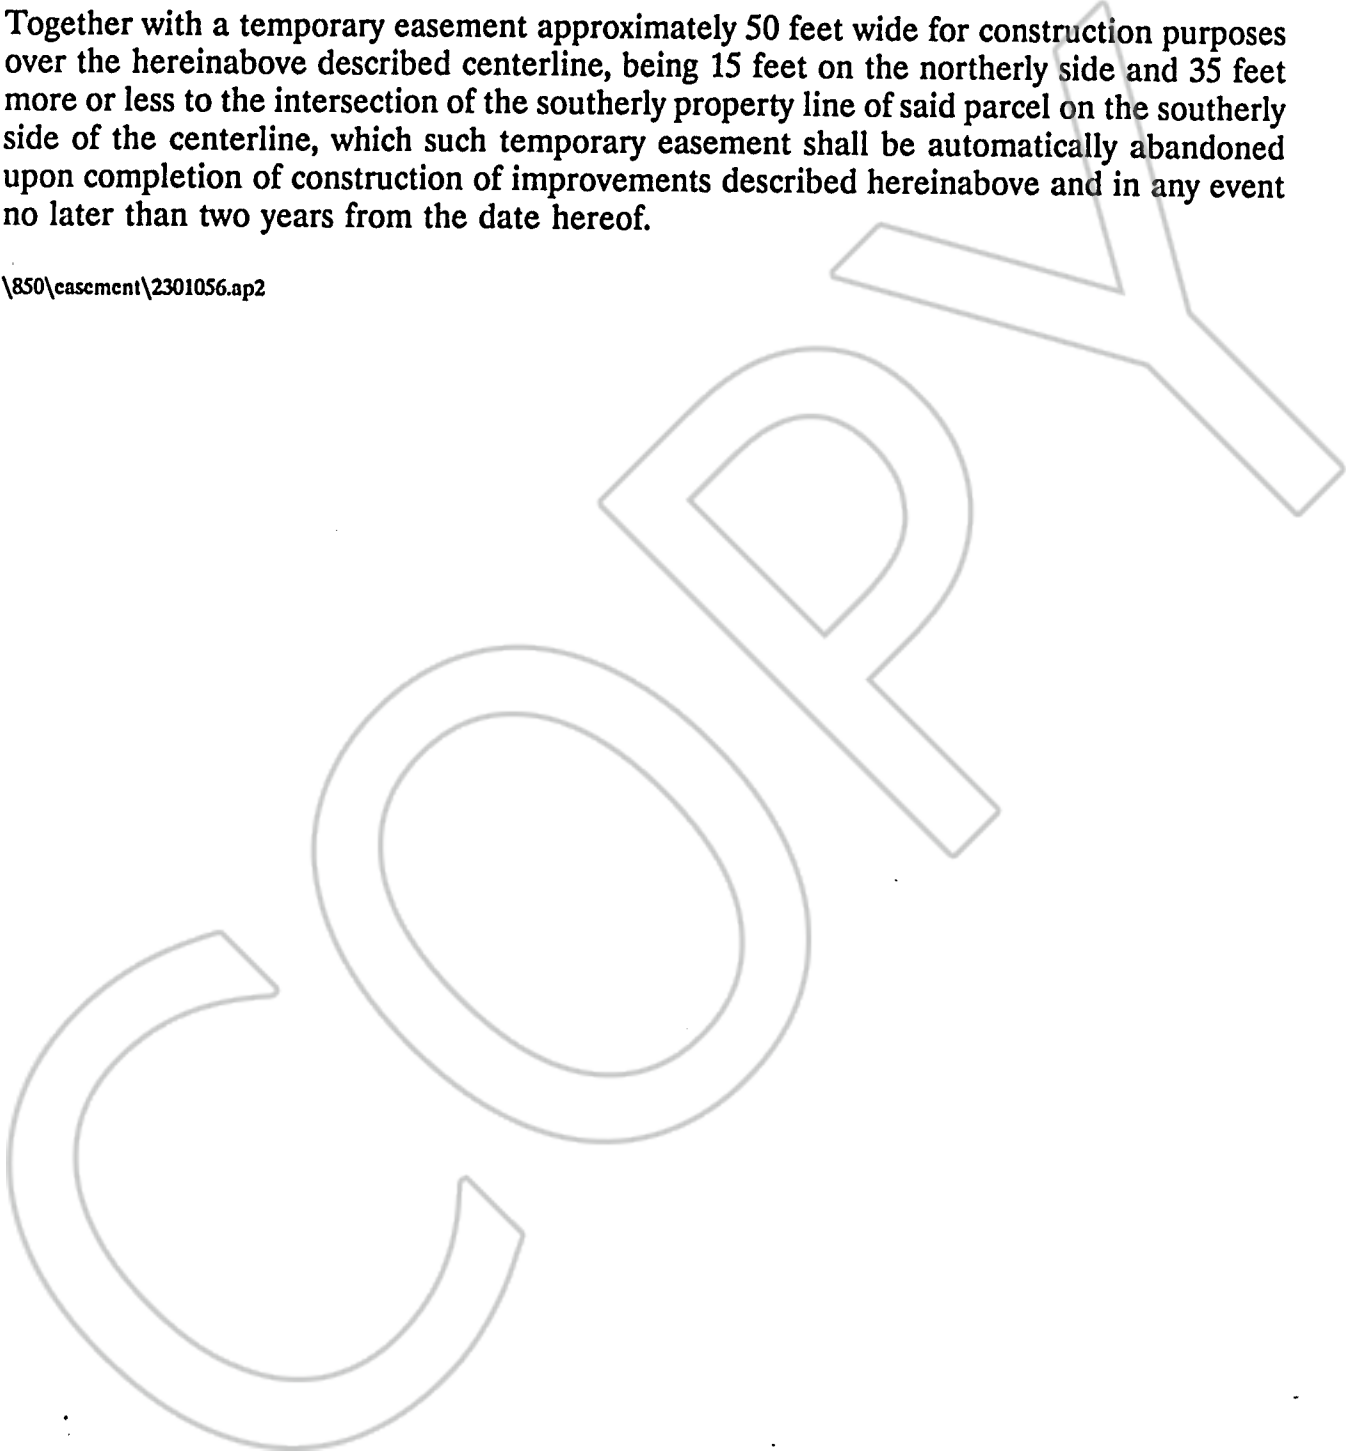 Together with a temporary easement approximately 50 feet wide for construction purposes
over the hereinabove described centerline, being 15 feet on the northerly side and 35 feet
more or less to the intersection of the southerly property line of said parcel on the southerly
side of the centerline, which such temporary easement shall be automatically abandoned
upon completion of construction of improvements described hereinabove and in any event
no later than two years from the date hereof.
\850\easement\2301056.ap2
COPY